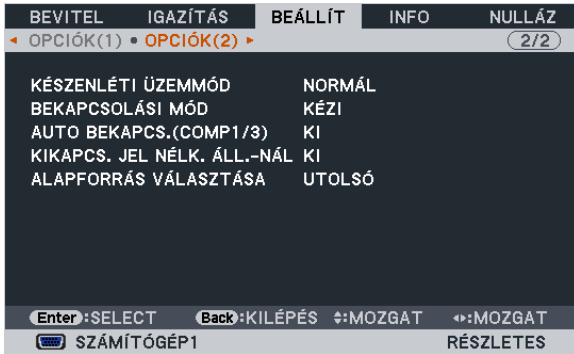 BEVITEL IGAZÍTÁS BEÁLLÍT INFO NULLÁZ
◂ OPCIÓK(1) • OPCIÓK(2) ▸ 2/2
KÉSZENLÉTI ÜZEMMÓD NORMÁL
BEKAPCSOLÁSI MÓD KÉZI
AUTO BEKAPCS.(COMP1/3) KI
KIKAPCS. JEL NÉLK. ÁLL.-NÁL KI
ALAPFORRÁS VÁLASZTÁSA UTOLSÓ
Enter:SELECT Back:KILÉPÉS ♦:MOZGAT ◂▸:MOZGAT
SZÁMÍTÓGÉP1 RÉSZLETES